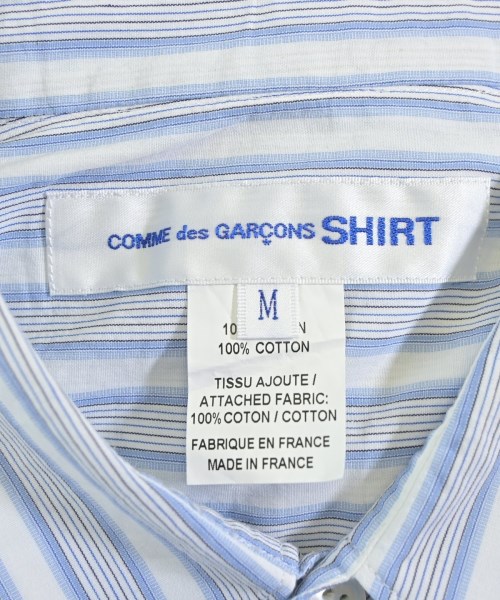 COMME des GARÇONS SHIRT
M
100% COTTON
TISSU AJOUTE /
ATTACHED FABRIC:
100% COTON / COTTON
FABRIQUE EN FRANCE
MADE IN FRANCE